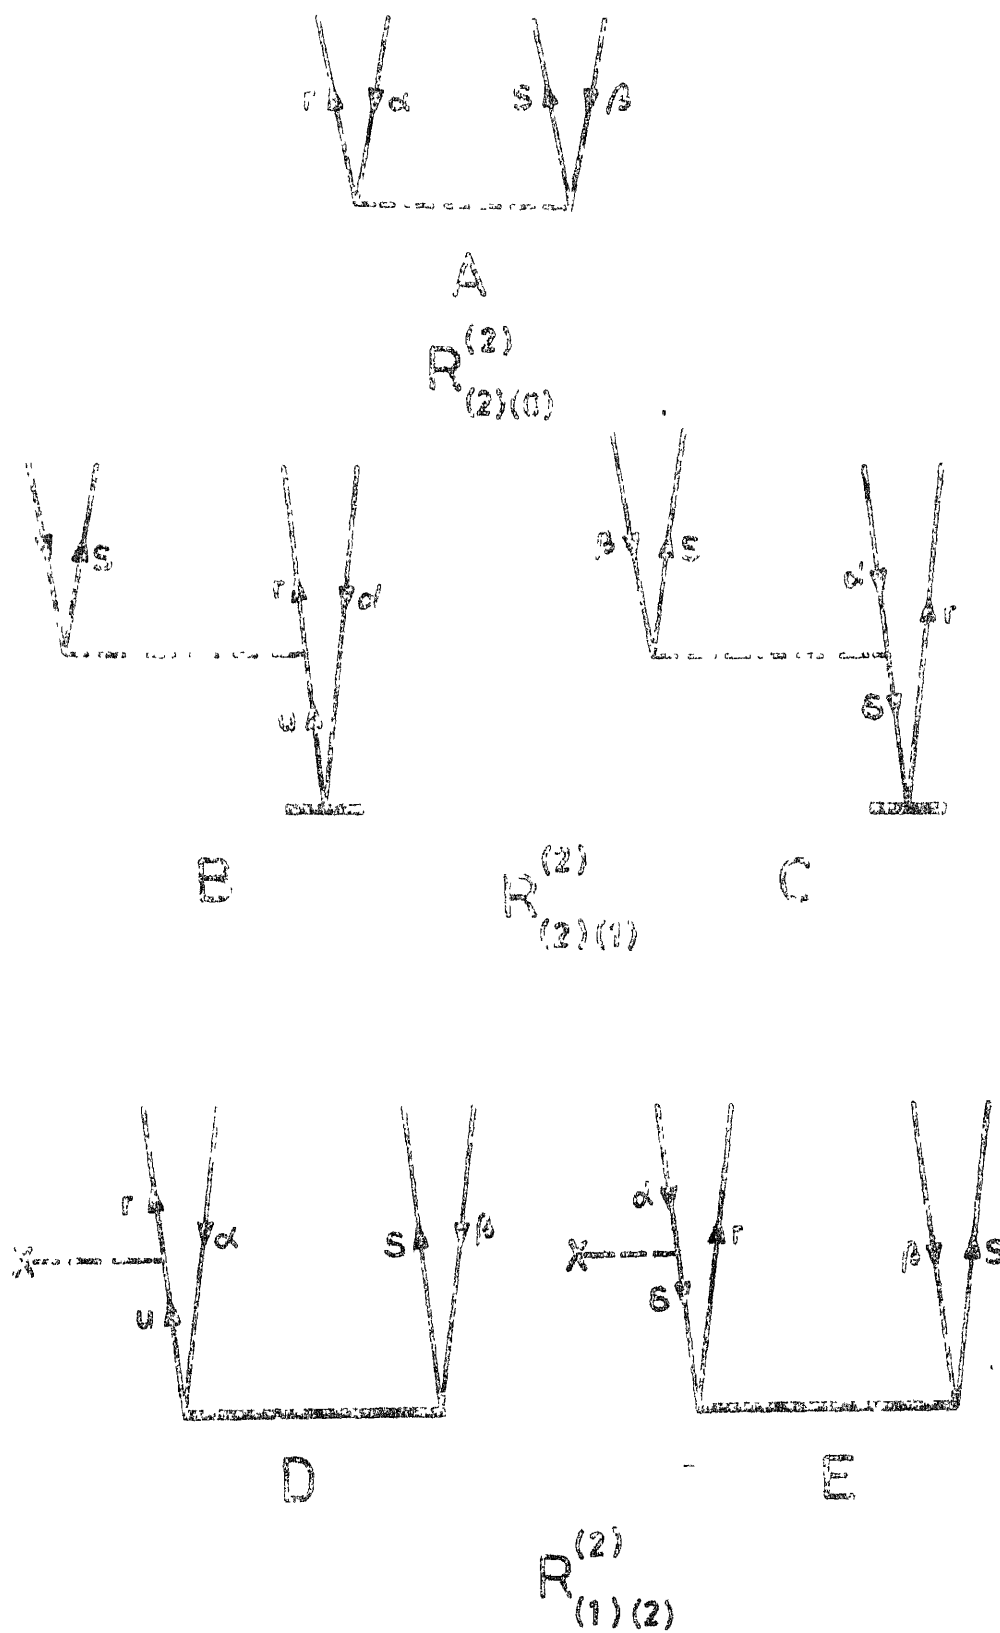 r α S β
A
R(2)(2)(1)
β S α r
S r α
u δ
B R(2)(2)(1) C
r α S β α r β S
X X
u δ
D E
R(2)(1)(2)